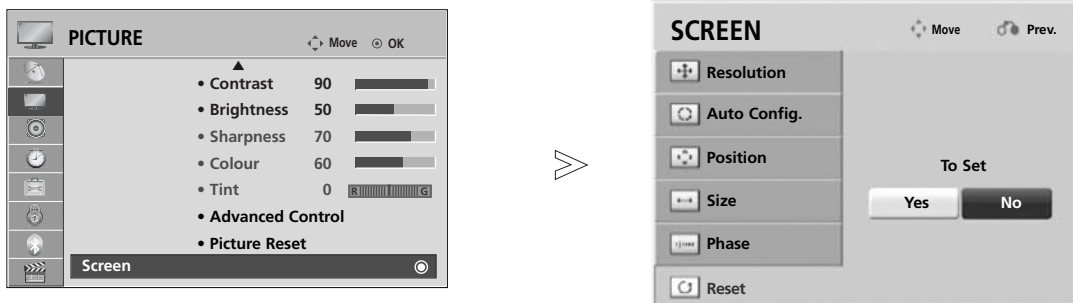 PICTURE
Move OK
• Contrast 90
• Brightness 50
• Sharpness 70
• Colour 60
• Tint 0 R G
• Advanced Control
• Picture Reset
Screen
SCREEN
Move Prev.
Resolution
Auto Config.
Position
Size
Phase
Reset
To Set
Yes No